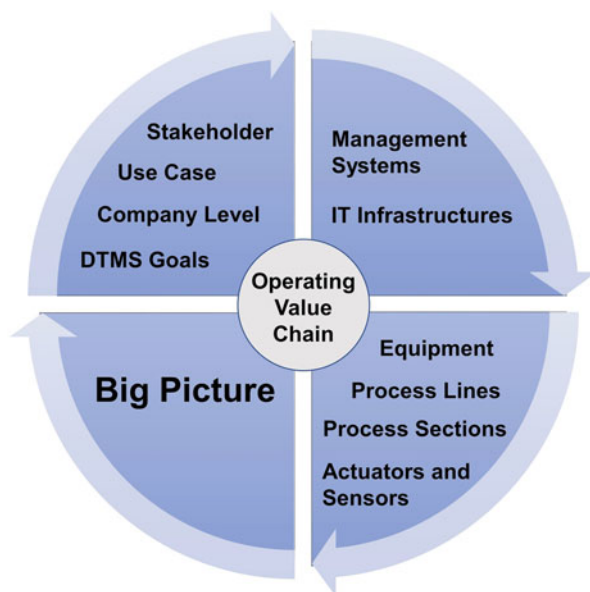 Stakeholder
Use Case
Company Level
DTMS Goals
Management
Systems
IT Infrastructures
Operating
Value
Chain
Big Picture
Equipment
Process Lines
Process Sections
Actuators and
Sensors